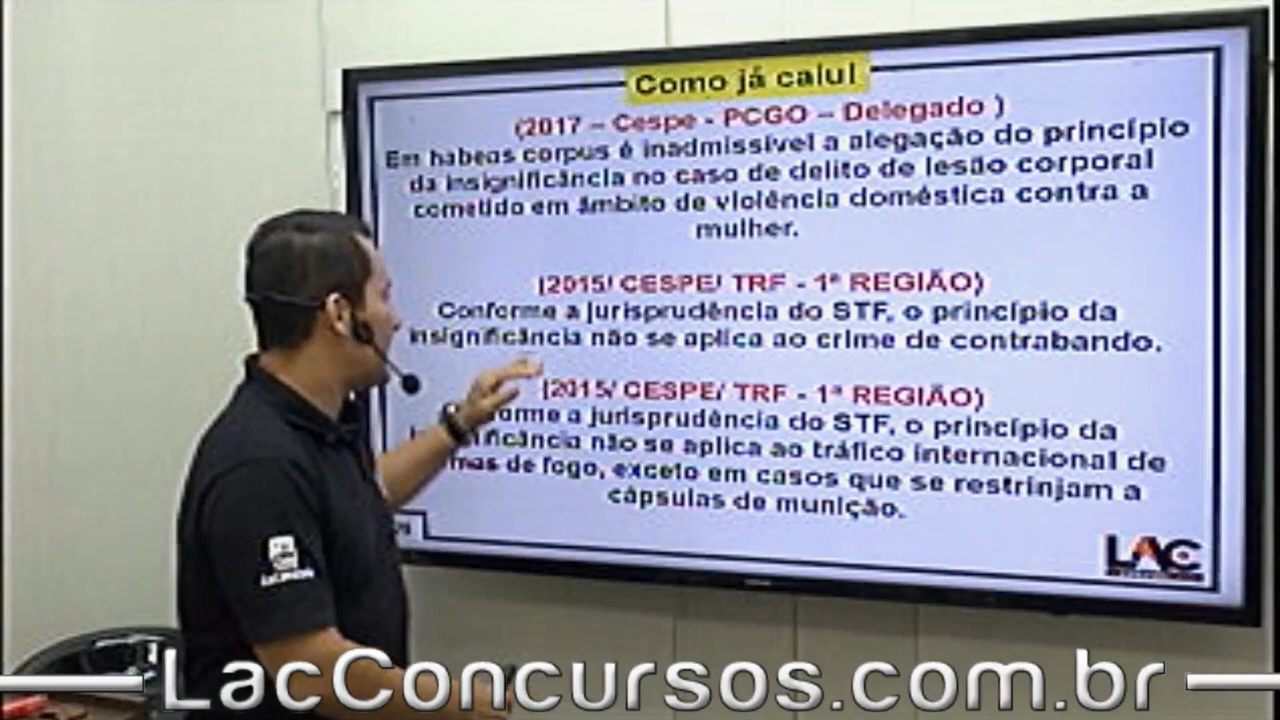 Como já caiu!
(2017 – Cespe - PCGO – Delegado )
Em habeas corpus é inadmissível a alegação do princípio
da insignificância no caso de delito de lesão corporal
cometido em âmbito de violência doméstica contra a
mulher.
(2015/ CESPE/ TRF - 1ª REGIÃO)
Conforme a jurisprudência do STF, o princípio da
insignificância não se aplica ao crime de contrabando.
(2015/ CESPE/ TRF - 1ª REGIÃO)
orme a jurisprudência do STF, o princípio da
ificância não se aplica ao tráfico internacional de
mas de fogo, exceto em casos que se restrinjam a
cápsulas de munição.
LAC
LacConcursos.com.br